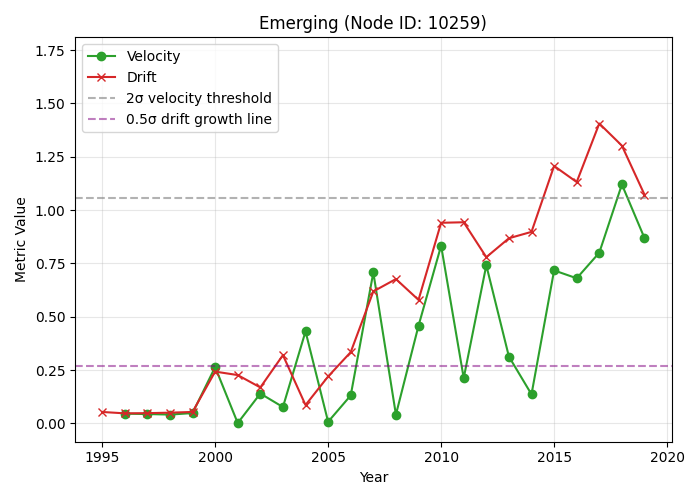 Emerging (Node ID: 10259)
Velocity
Drift
2σ velocity threshold
0.5σ drift growth line
Metric Value
1.75
1.50
1.25
1.00
0.75
0.50
0.25
0.00
1995
2000
2005
2010
2015
2020
Year